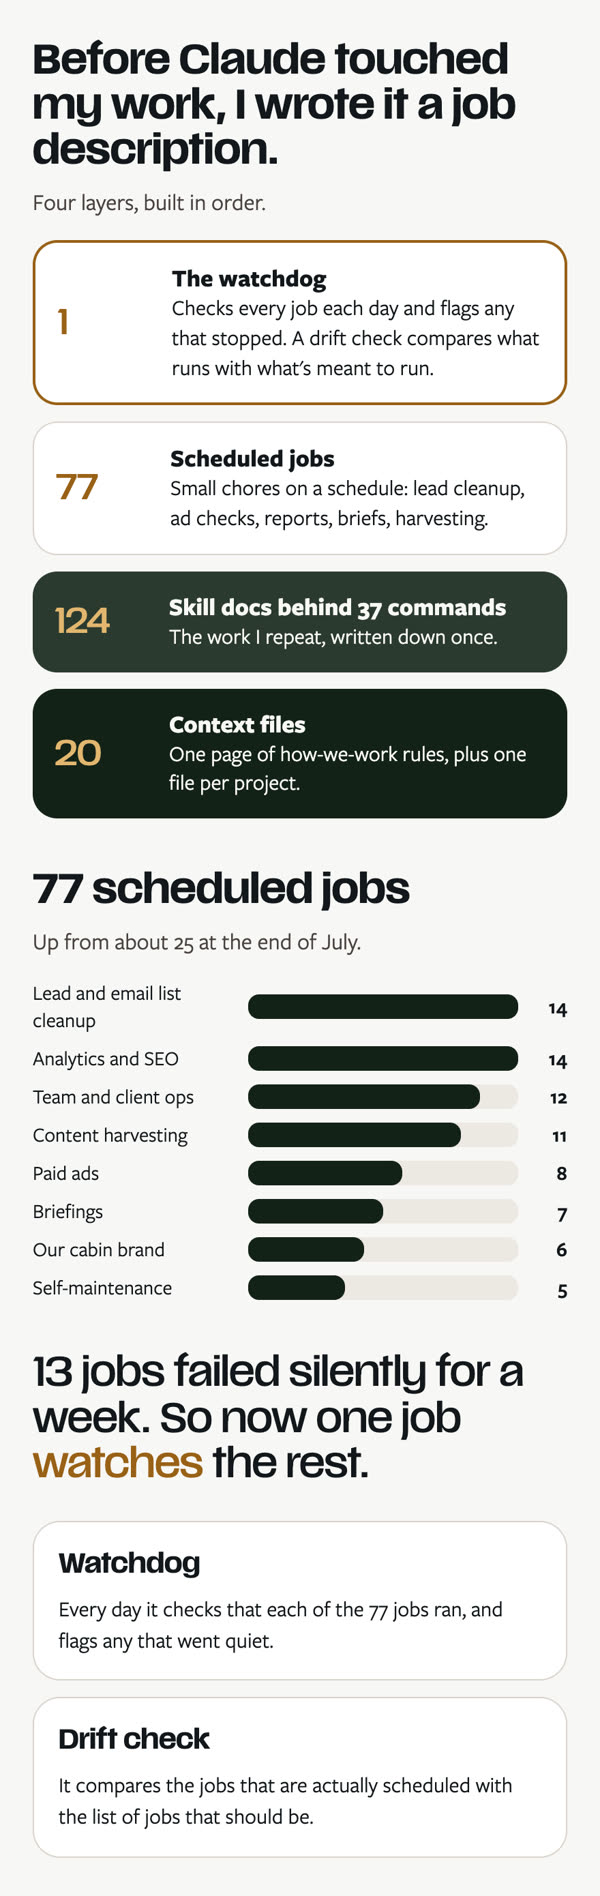 Before Claude touched
my work, I wrote it a job
description.
Four layers, built in order.
1
The watchdog
Checks every job each day and flags any
that stopped. A drift check compares what
runs with what's meant to run.
77
Scheduled jobs
Small chores on a schedule: lead cleanup,
ad checks, reports, briefs, harvesting.
124
Skill docs behind 37 commands
The work I repeat, written down once.
20
Context files
One page of how-we-work rules, plus one
file per project.
77 scheduled jobs
Up from about 25 at the end of July.
Lead and email list
cleanup
14
Analytics and SEO 14
Team and client ops 12
Content harvesting 11
Paid ads 8
Briefings 7
Our cabin brand 6
Self-maintenance 5
13 jobs failed silently for a
week. So now one job
watches the rest.
Watchdog
Every day it checks that each of the 77 jobs ran, and
flags any that went quiet.
Drift check
It compares the jobs that are actually scheduled with
the list of jobs that should be.